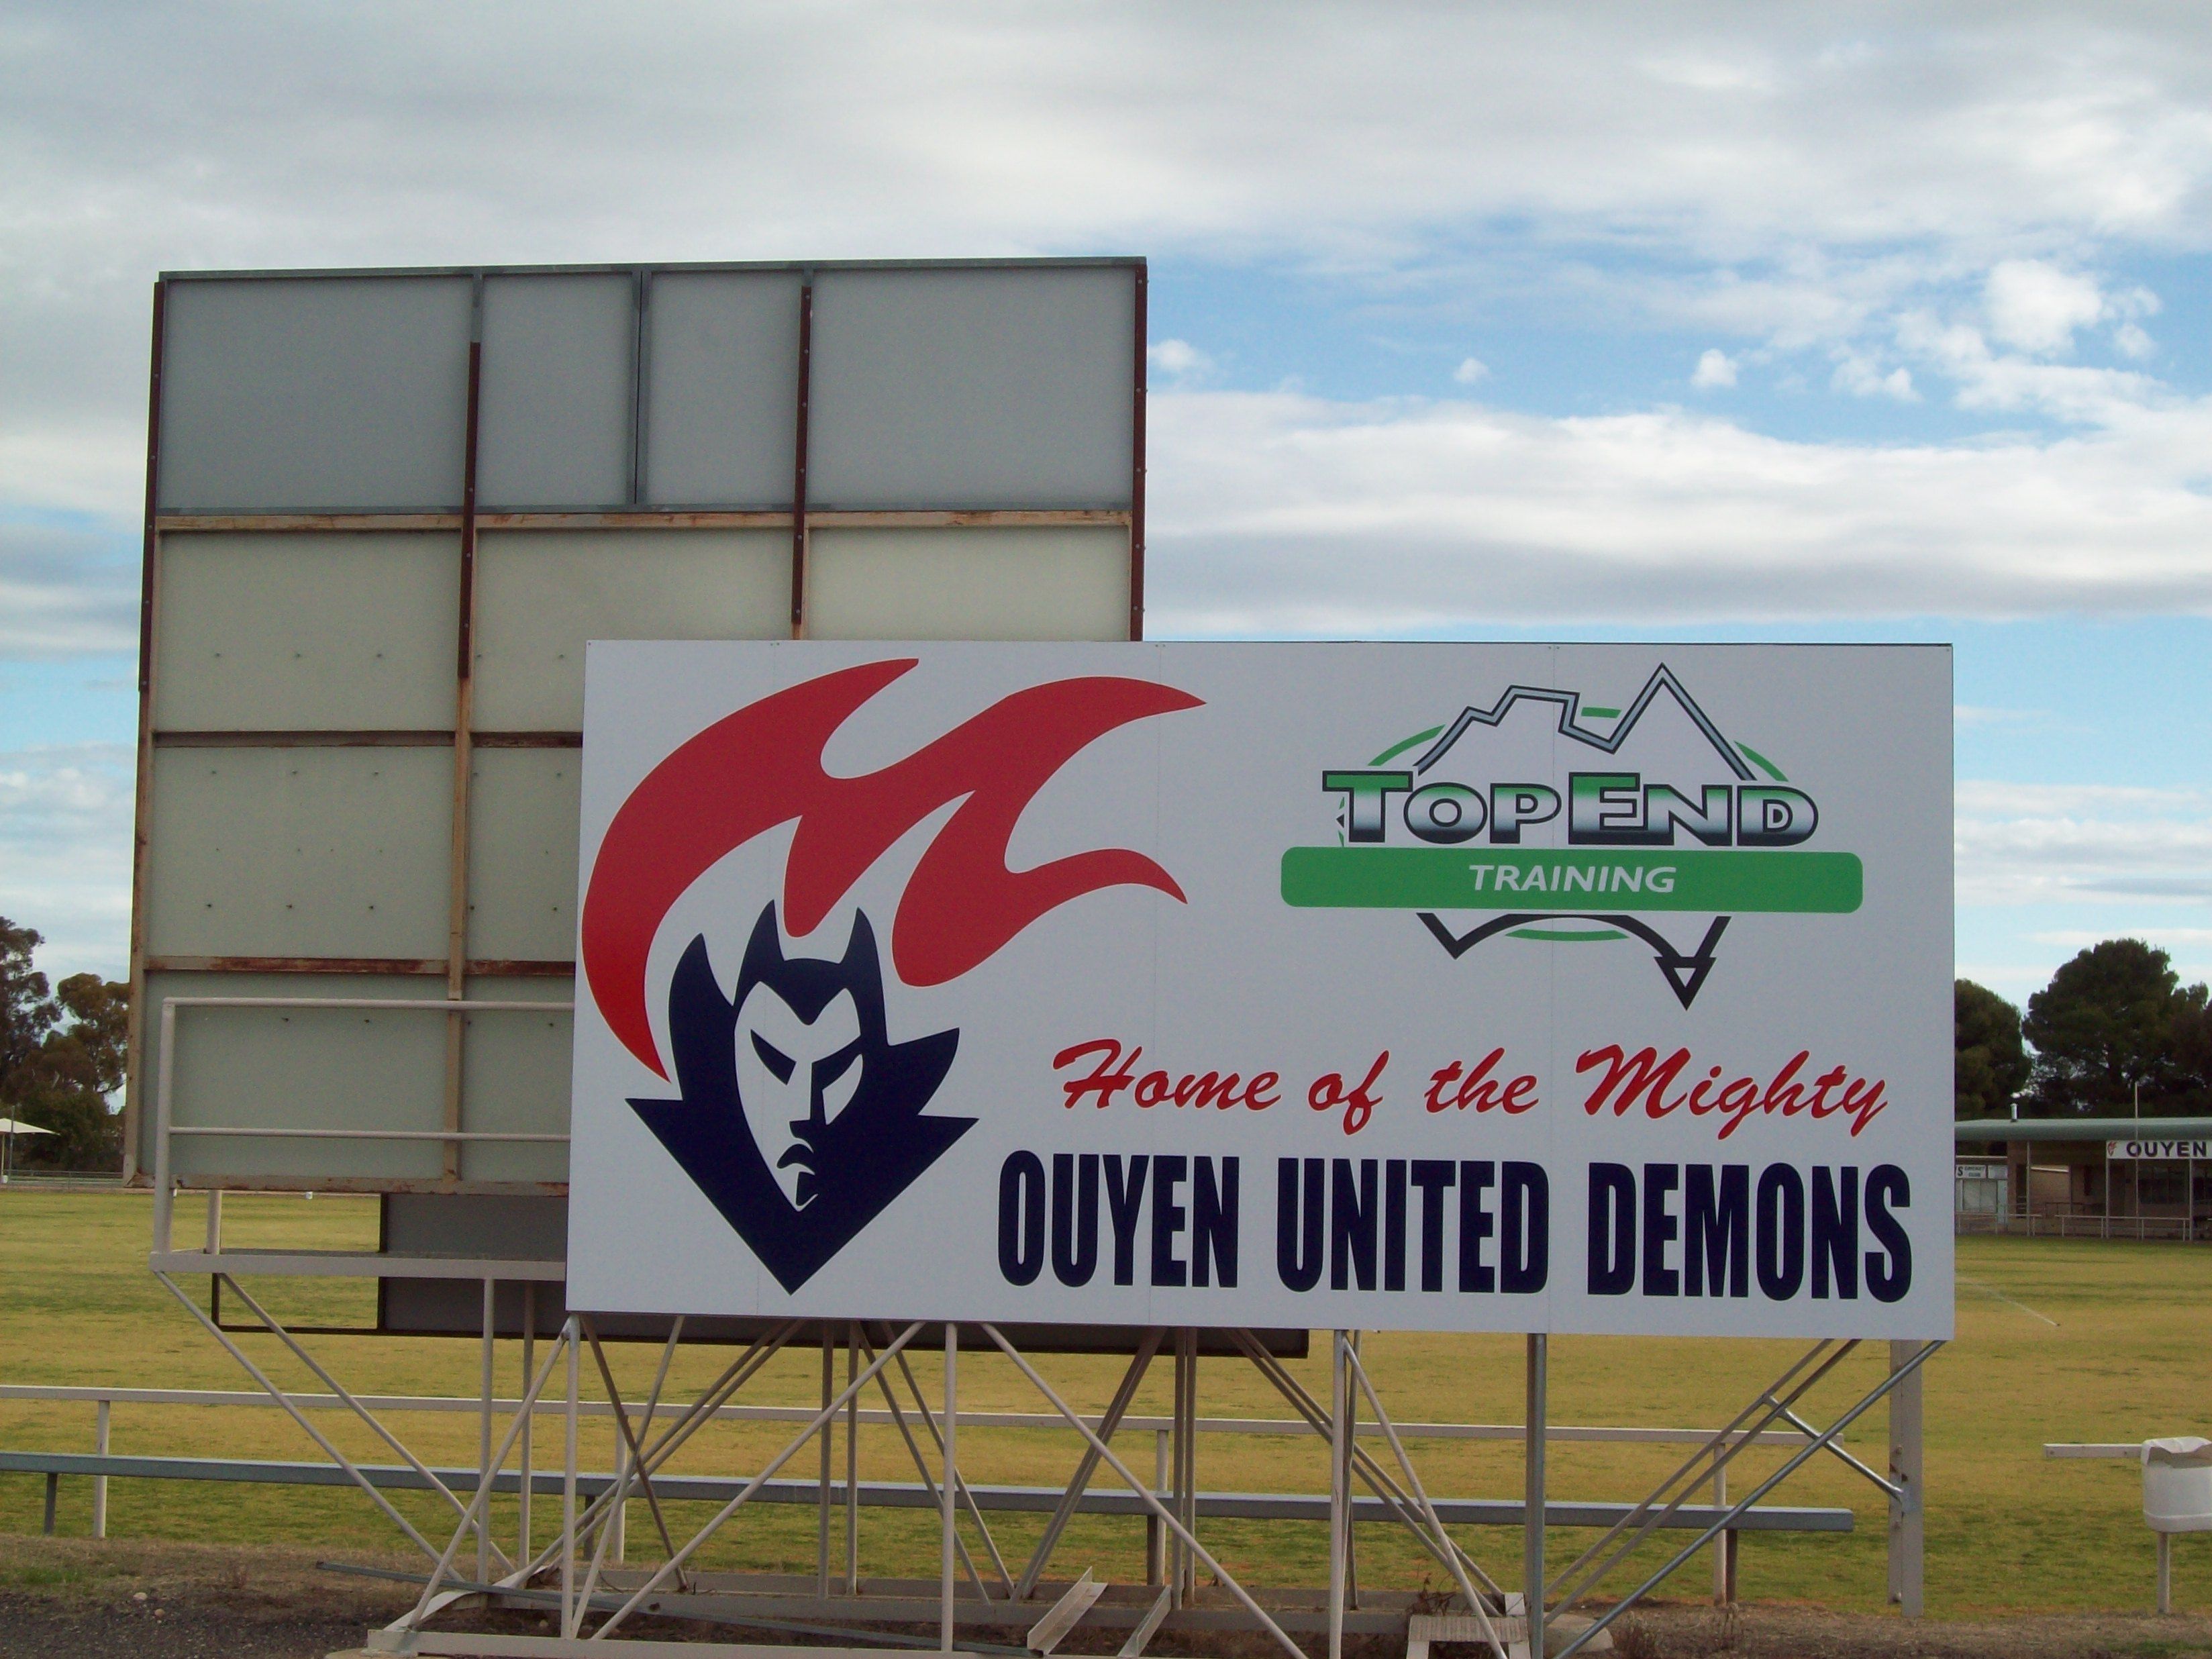 TOPEND
TRAINING
Home of the Mighty
OUYEN UNITED DEMONS
OUYEN